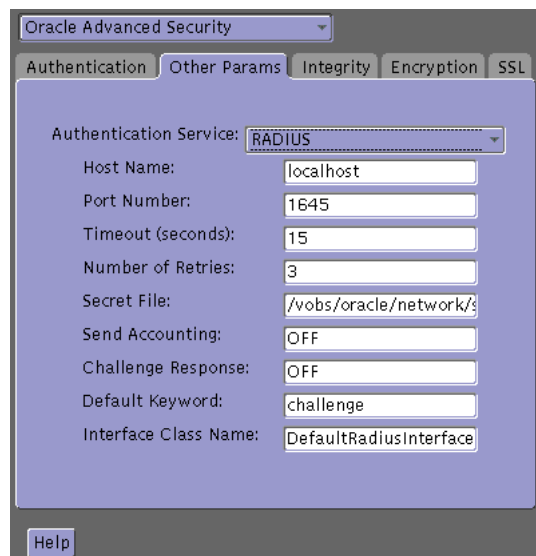 Oracle Advanced Security
Authentication Other Params Integrity Encryption SSL
Authentication Service: RADIUS
Host Name: localhost
Port Number: 1645
Timeout (seconds): 15
Number of Retries: 3
Secret File: /vobs/oracle/network/s
Send Accounting: OFF
Challenge Response: OFF
Default Keyword: challenge
Interface Class Name: DefaultRadiusInterface
Help